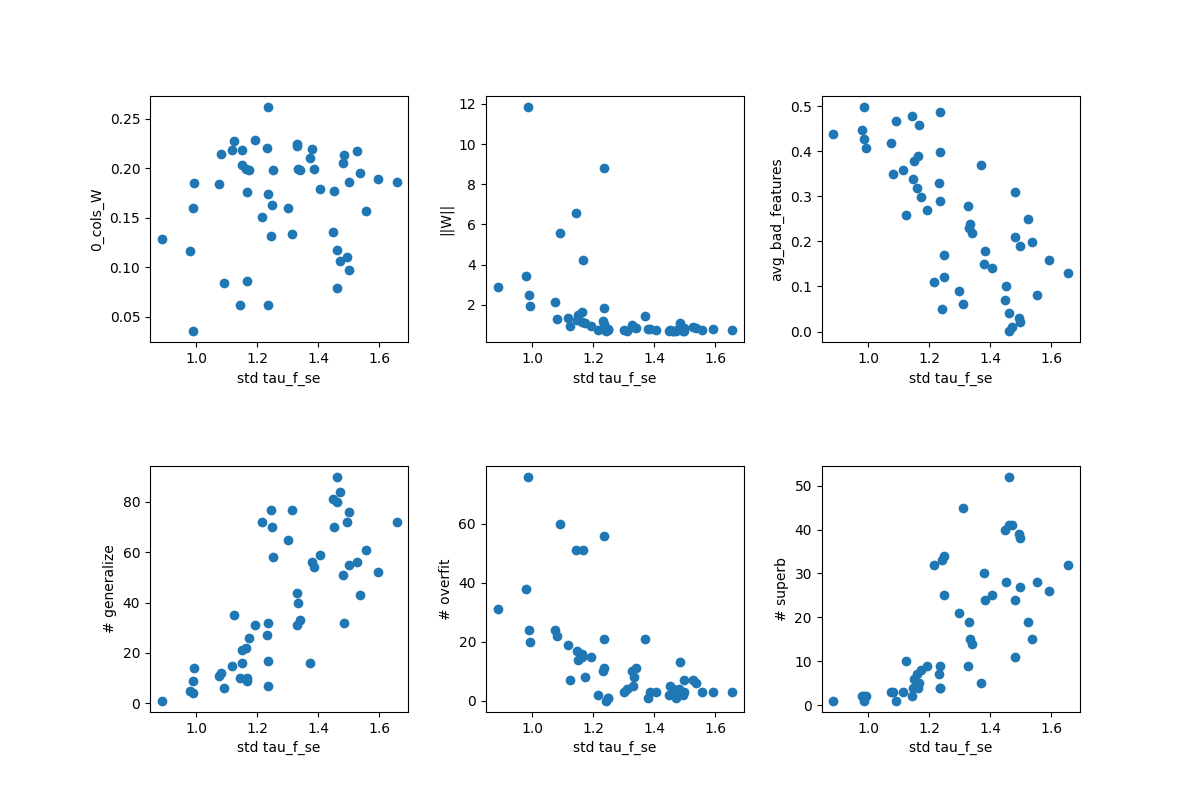 0.25
0.20
0.15
0.10
0.05
0_cols_W
1.0 1.2 1.4 1.6
std tau_f_se
12
10
8
6
4
2
||W||
1.0 1.2 1.4 1.6
std tau_f_se
0.5
0.4
0.3
0.2
0.1
0.0
avg_bad_features
1.0 1.2 1.4 1.6
std tau_f_se
80
60
40
20
0
# generalize
1.0 1.2 1.4 1.6
std tau_f_se
60
40
20
0
# overfit
1.0 1.2 1.4 1.6
std tau_f_se
50
40
30
20
10
0
# superb
1.0 1.2 1.4 1.6
std tau_f_se